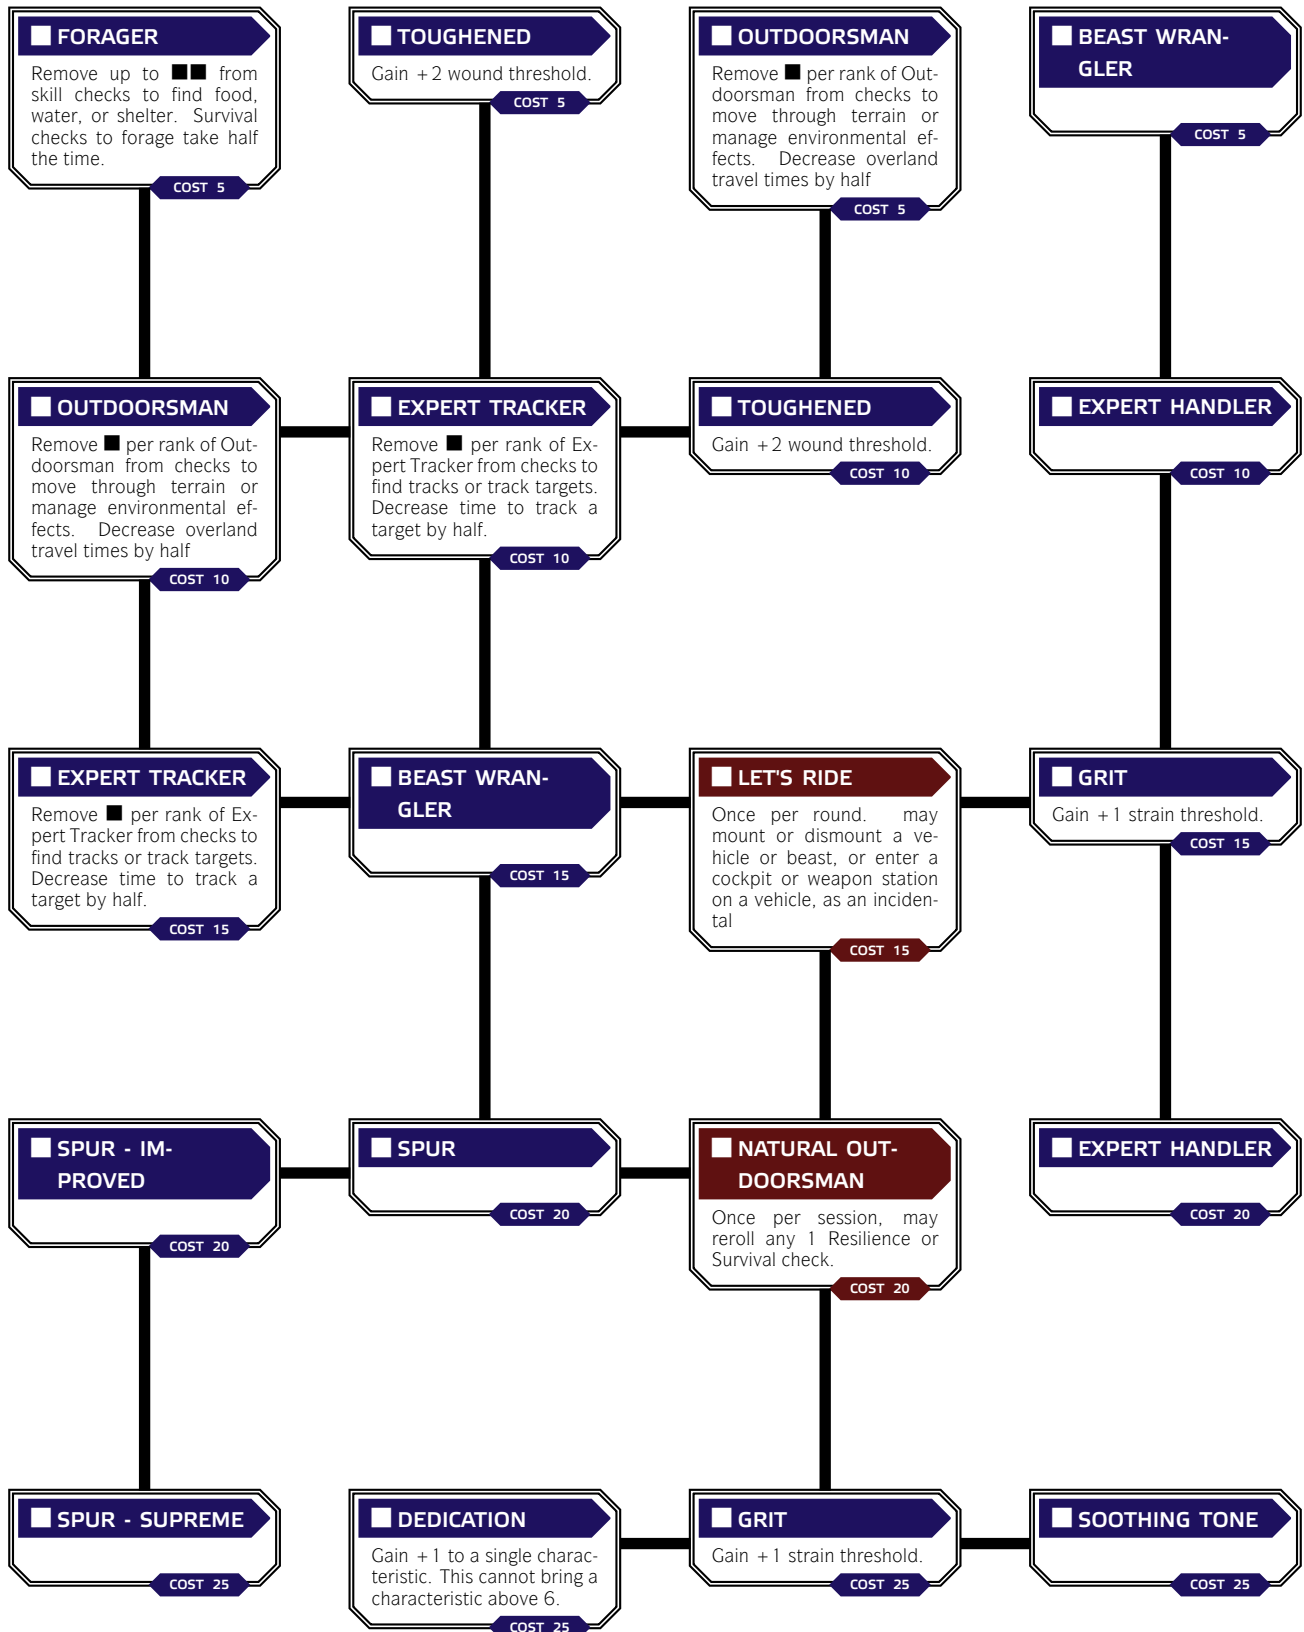 FORAGER
Remove up to ■■ from
skill checks to find food,
water, or shelter. Survival
checks to forage take half
the time.
COST 5
TOUGHENED
Gain +2 wound threshold.
COST 5
OUTDOORSMAN
Remove ■ per rank of Out-
doorsman from checks to
move through terrain or
manage environmental ef-
fects. Decrease overland
travel times by half
COST 5
BEAST WRAN-
GLER
COST 5
OUTDOORSMAN
Remove ■ per rank of Out-
doorsman from checks to
move through terrain or
manage environmental ef-
fects. Decrease overland
travel times by half
COST 10
EXPERT TRACKER
Remove ■ per rank of Ex-
pert Tracker from checks to
find tracks or track targets.
Decrease time to track a
target by half.
COST 10
TOUGHENED
Gain +2 wound threshold.
COST 10
EXPERT HANDLER
COST 10
EXPERT TRACKER
Remove ■ per rank of Ex-
pert Tracker from checks to
find tracks or track targets.
Decrease time to track a
target by half.
COST 15
BEAST WRAN-
GLER
COST 15
LET'S RIDE
Once per round. may
mount or dismount a ve-
hicle or beast, or enter a
cockpit or weapon station
on a vehicle, as an inciden-
tal
COST 15
GRIT
Gain +1 strain threshold.
COST 15
SPUR - IM-
PROVED
COST 20
SPUR
COST 20
NATURAL OUT-
DOORSMAN
Once per session, may
reroll any 1 Resilience or
Survival check.
COST 20
EXPERT HANDLER
COST 20
SPUR - SUPREME
COST 25
DEDICATION
Gain +1 to a single charac-
teristic. This cannot bring a
characteristic above 6.
COST 25
GRIT
Gain +1 strain threshold.
COST 25
SOOTHING TONE
COST 25